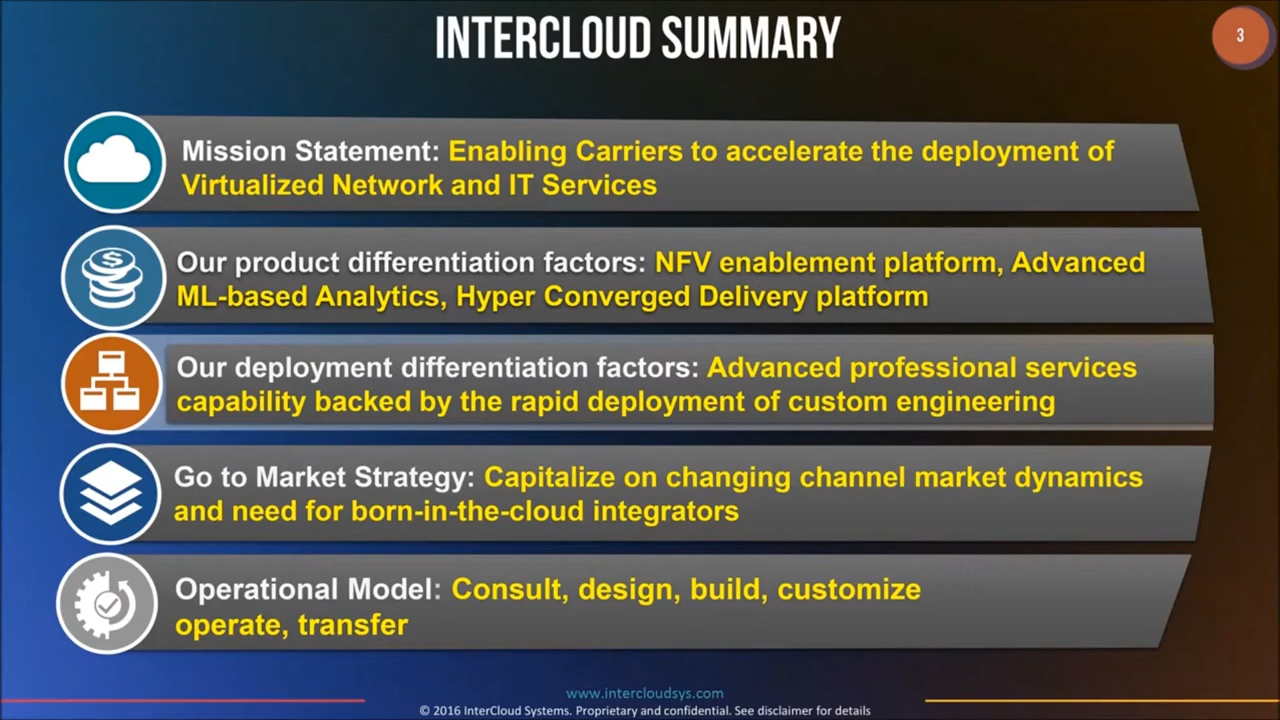 INTERCLOUD SUMMARY
3
Mission Statement: Enabling Carriers to accelerate the deployment of
Virtualized Network and IT Services
Our product differentiation factors: NFV enablement platform, Advanced
ML-based Analytics, Hyper Converged Delivery platform
Our deployment differentiation factors: Advanced professional services
capability backed by the rapid deployment of custom engineering
Go to Market Strategy: Capitalize on changing channel market dynamics
and need for born-in-the-cloud integrators
Operational Model: Consult, design, build, customize
operate, transfer
www.intercloudsys.com
© 2016 InterCloud Systems. Proprietary and confidential. See disclaimer for details